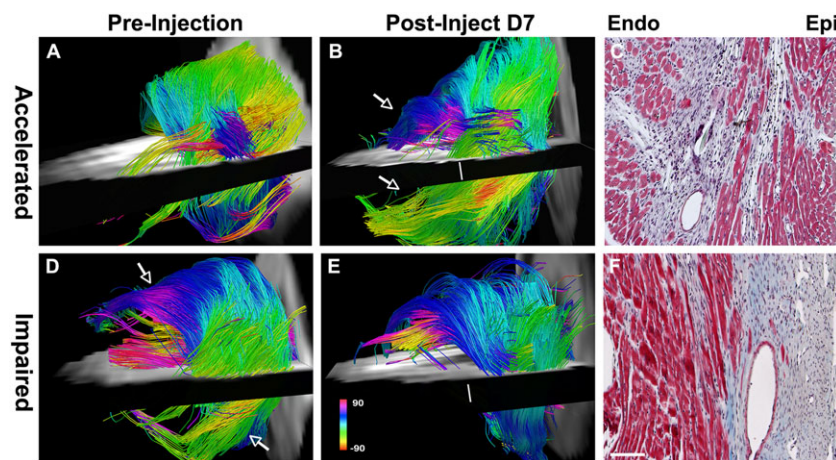 Pre-Injection Post-Inject D7 Endo Epi
Accelerated
A B C
Impaired
D E F
90
-90